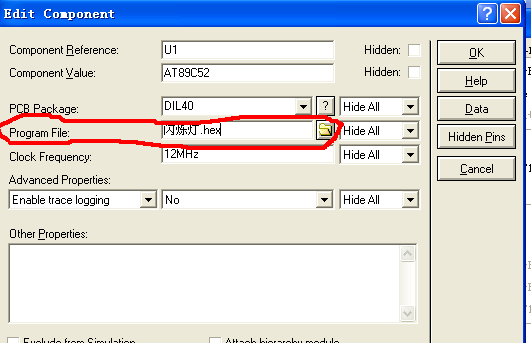 Edit Component
Component Reference: U1 Hidden: OK
Component Value: AT89C52 Hidden: Help
PCB Package: DIL40 ? Hide All Data
Program File: 闪烁灯.hex Hide All Hidden Pins
Clock Frequency: 12MHz Hide All Cancel
Advanced Properties:
Enable trace logging No Hide All
Other Properties:
Exclude from Simulation Attach hierarchy module